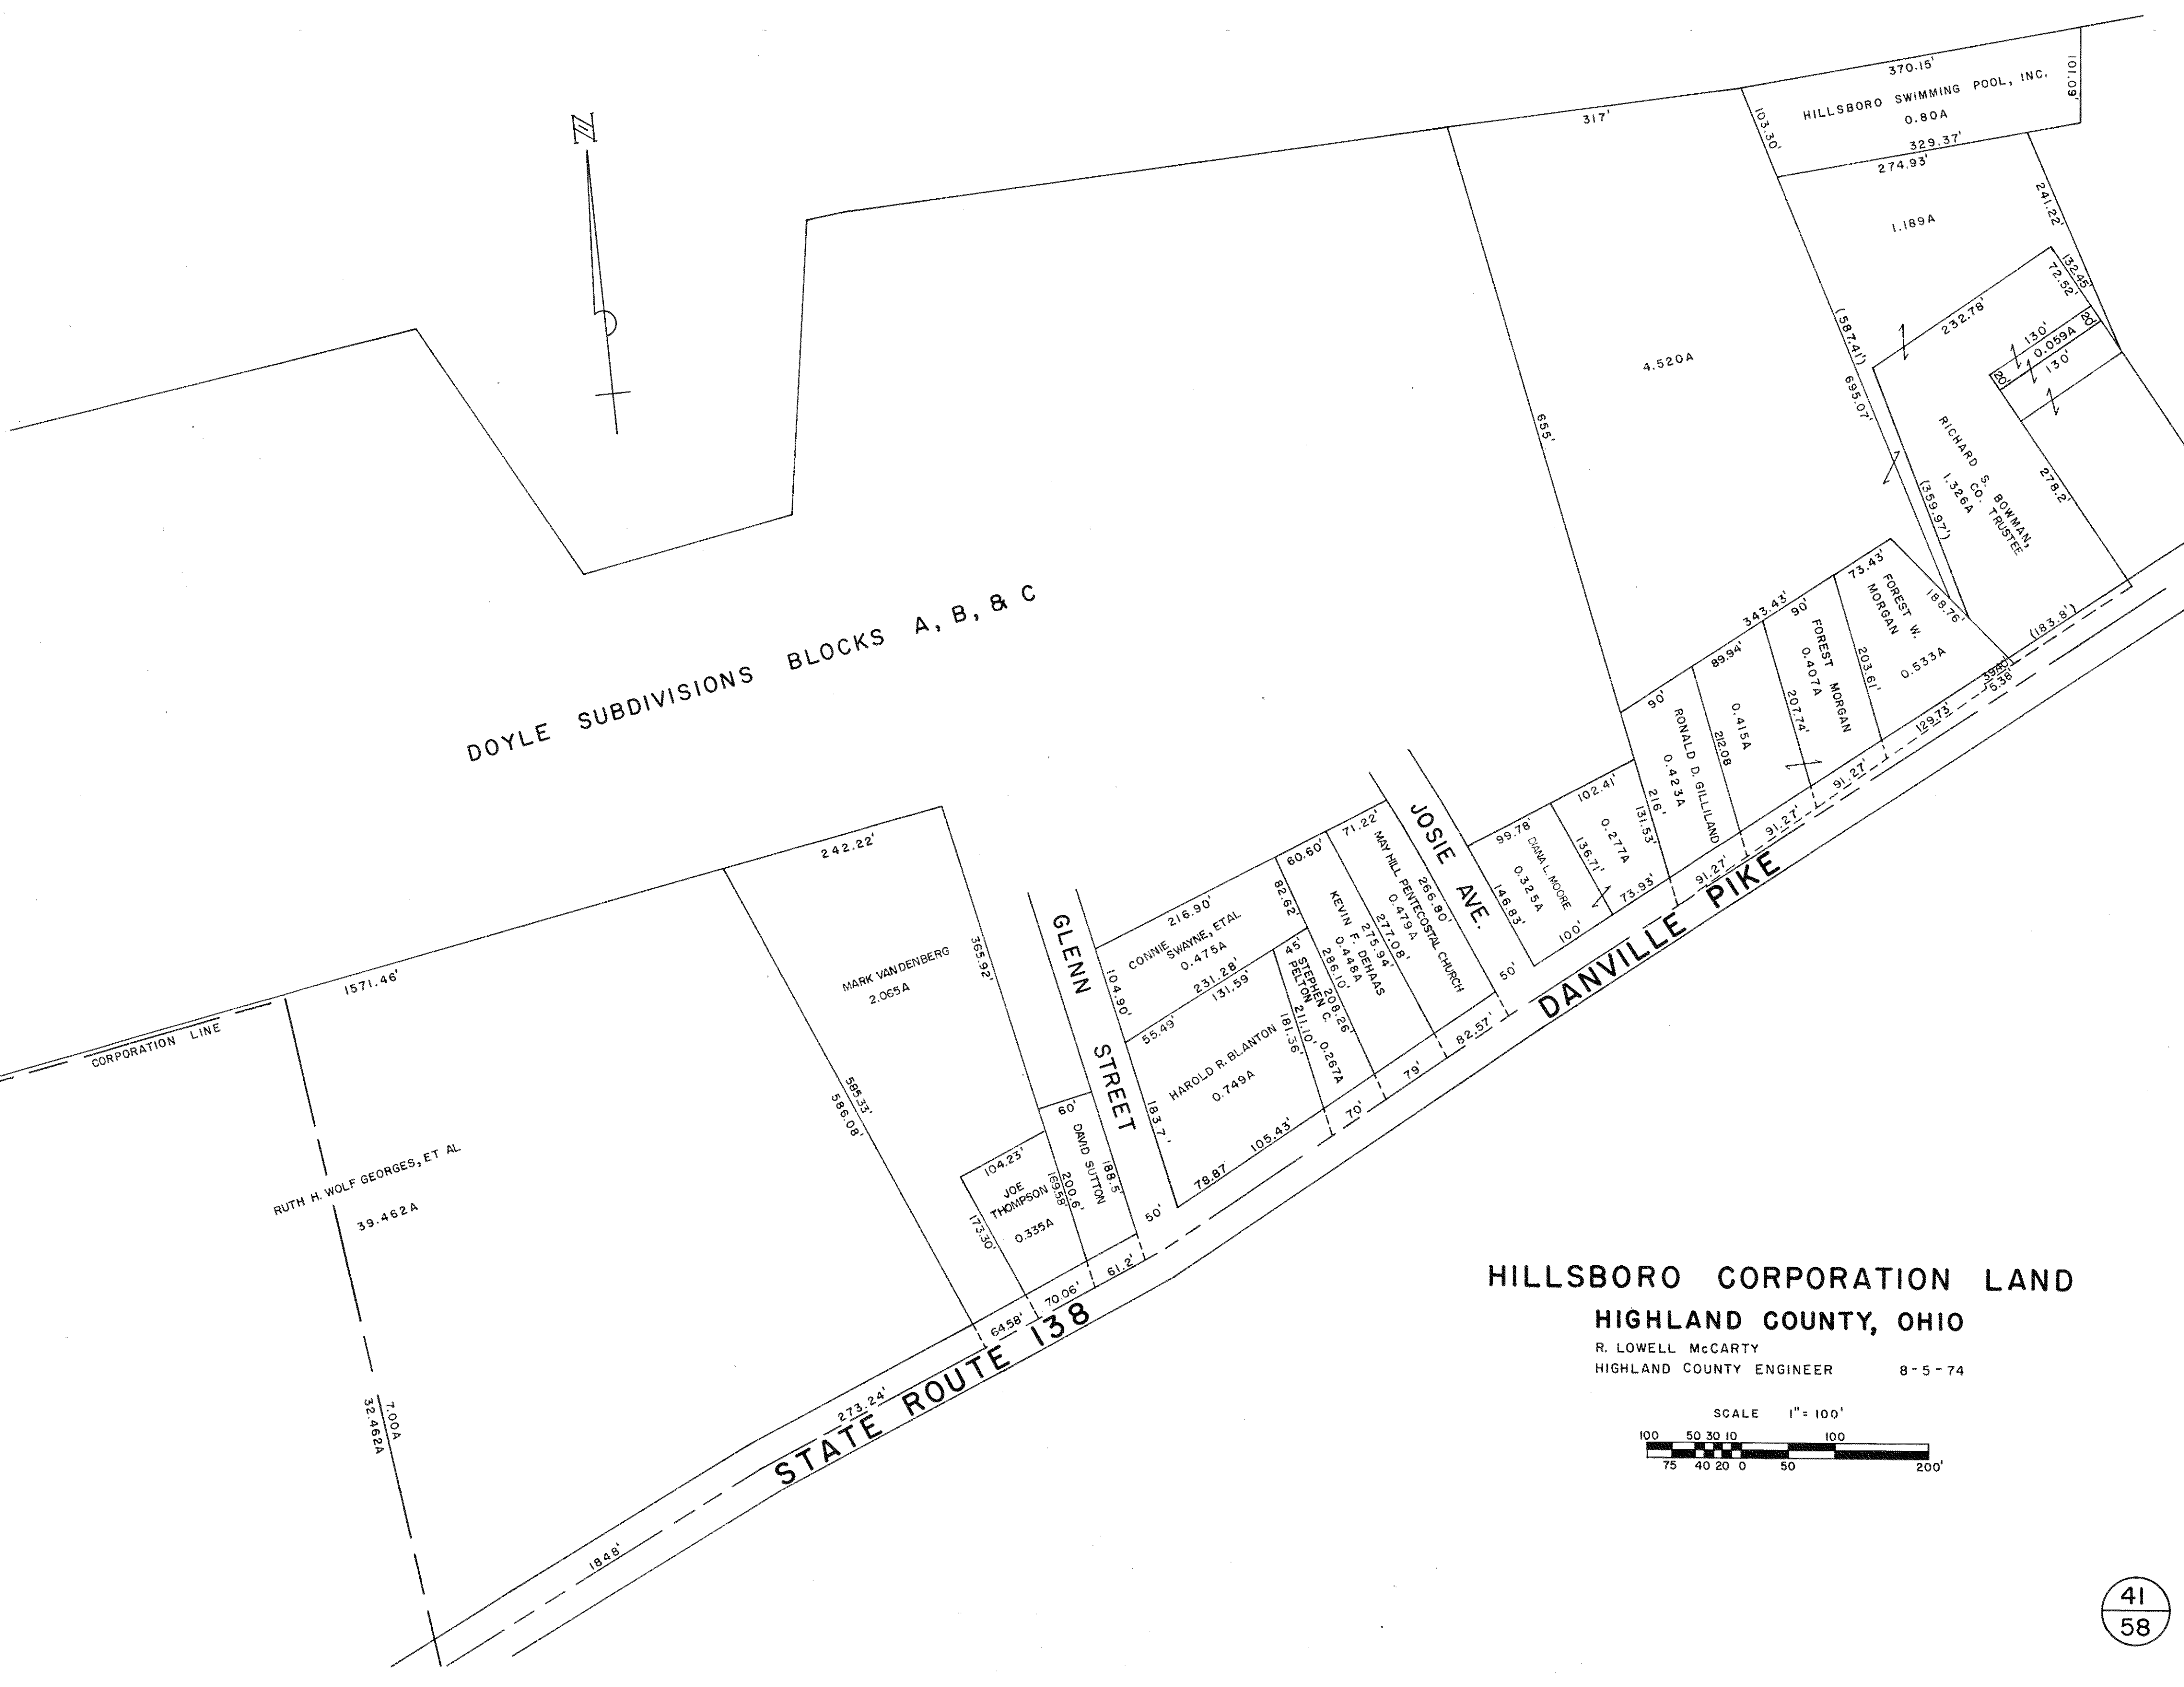 N
370.15'
101.09'
HILLSBORO SWIMMING POOL, INC.
0.80A
103.30'
329.37'
317'
274.93'
241.22'
1.189A
132.45'
72.52'
232.78'
130'
20'
0.059A
20'
130'
(587.41')
695.07'
4.520A
655'
RICHARD S. BOWMAN,
CO. TRUSTEE
1.326A
(359.97')
278.2'
(183.8')
DOYLE SUBDIVISIONS BLOCKS A, B, & C
73.43'
FOREST W.
MORGAN
188.76'
0.533A
203.61'
343.43'
90'
FOREST MORGAN
0.407A
207.74'
89.94'
0.415A
212.08
90'
RONALD D. GILLILAND
0.423A
216'
131.53'
15.38'
129.73'
91.27'
91.27'
91.27'
102.41'
0.277A
136.71'
73.93'
99.78'
DIANA L. MOORE
0.325A
146.83'
100'
JOSIE AVE.
50'
DANVILLE PIKE
71.22'
MAY HILL PENTECOSTAL CHURCH
266.80'
0.479A
277.08'
60.60'
KEVIN F. DEHAAS
275.94'
0.448A
286.10'
82.62'
216.90'
CONNIE SWAYNE, ETAL
0.475A
231.28'
131.59'
104.90'
55.49'
45'
STEPHEN C.
PELTON
208.26'
211.10'
0.267A
181.36'
HAROLD R. BLANTON
0.749A
183.7'
78.87'
105.43'
70'
79'
82.57'
GLENN STREET
50'
242.22'
MARK VANDENBERG
2.065A
365.92'
585.33'
586.08'
60'
DAVID SUTTON
188.5'
200.6'
169.58'
104.23'
JOE
THOMPSON
0.335A
173.30'
61.2'
70.06'
64.58'
1571.46'
CORPORATION LINE
RUTH H. WOLF GEORGES, ET AL
39.462A
7.00A
32.462A
273.24'
STATE ROUTE 138
1848'
HILLSBORO CORPORATION LAND
HIGHLAND COUNTY, OHIO
R. LOWELL McCARTY
HIGHLAND COUNTY ENGINEER 8-5-74
SCALE 1"=100'
100 50 30 10 100
75 40 20 0 50 200'
41
58